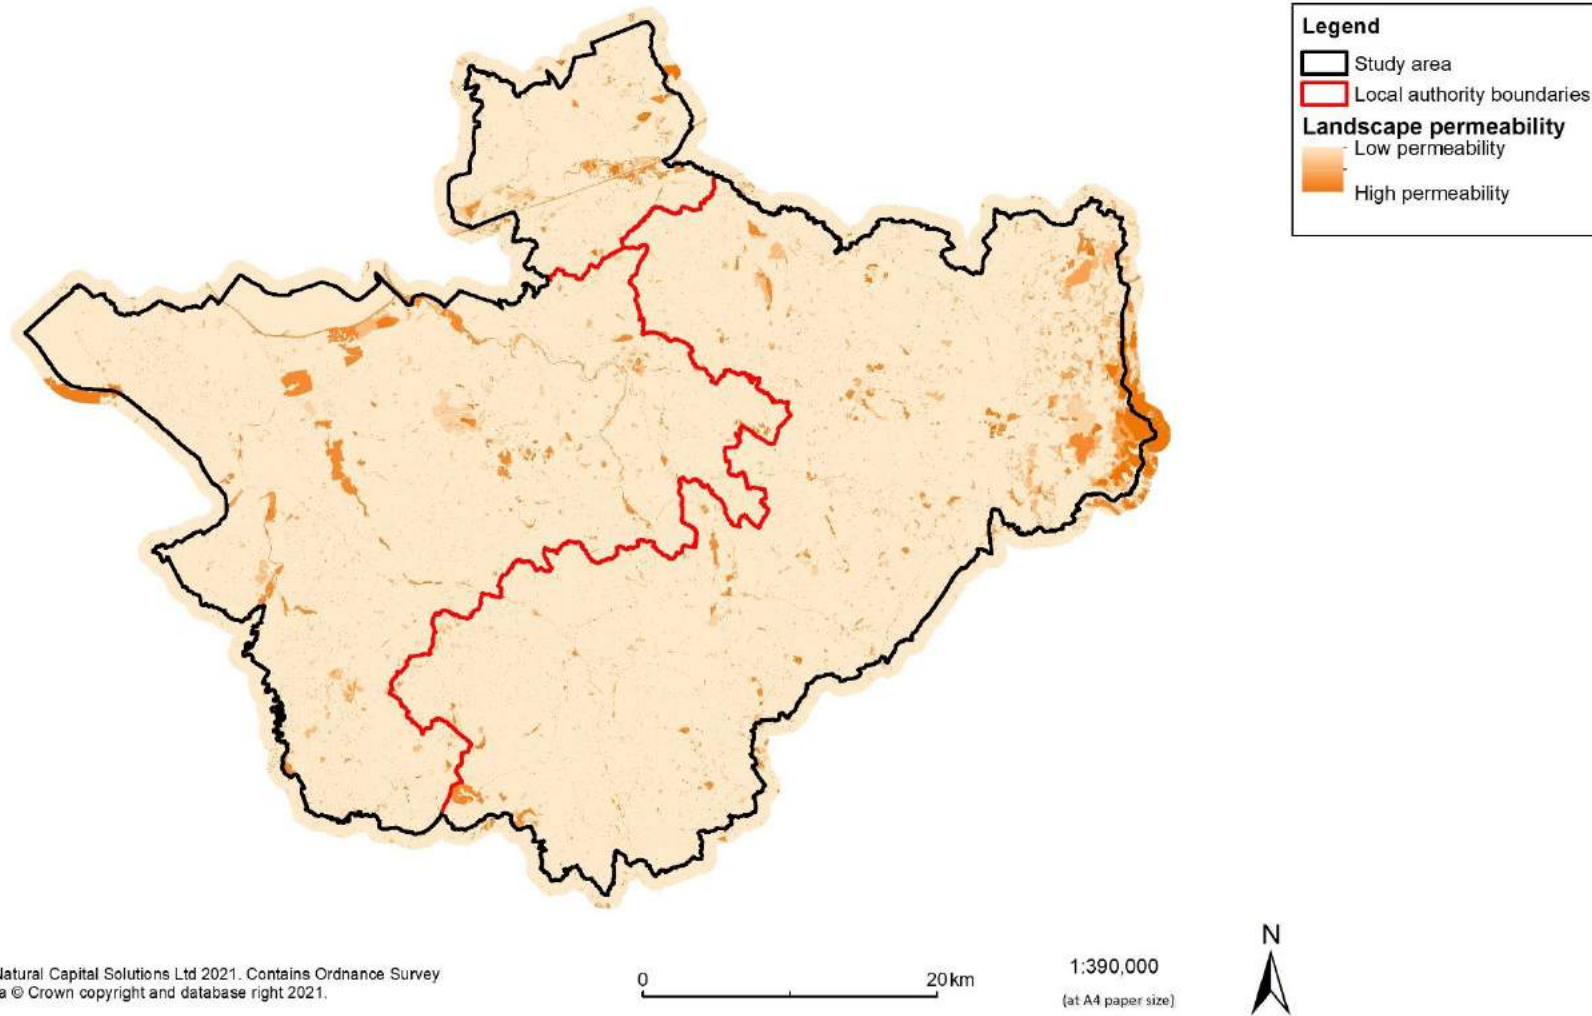 Legend
Study area
Local authority boundaries
Landscape permeability
Low permeability
High permeability
Natural Capital Solutions Ltd 2021. Contains Ordnance Survey
a © Crown copyright and database right 2021.
0 20 km
1:390,000
(at A4 paper size)
N